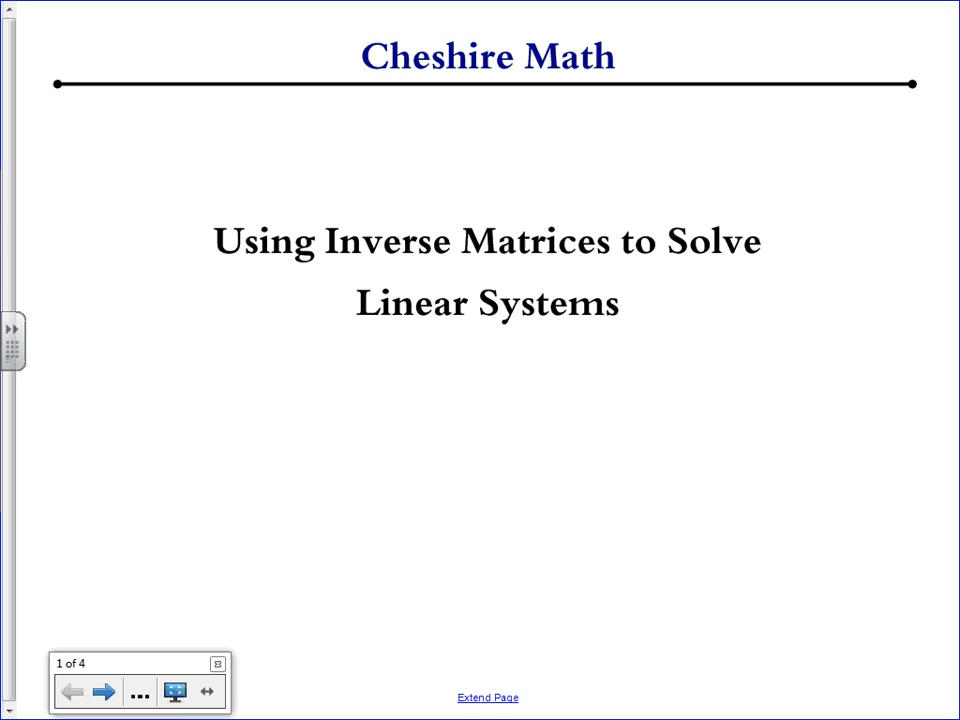 Cheshire Math
Using Inverse Matrices to Solve
Linear Systems
1 of 4
...
Extend Page